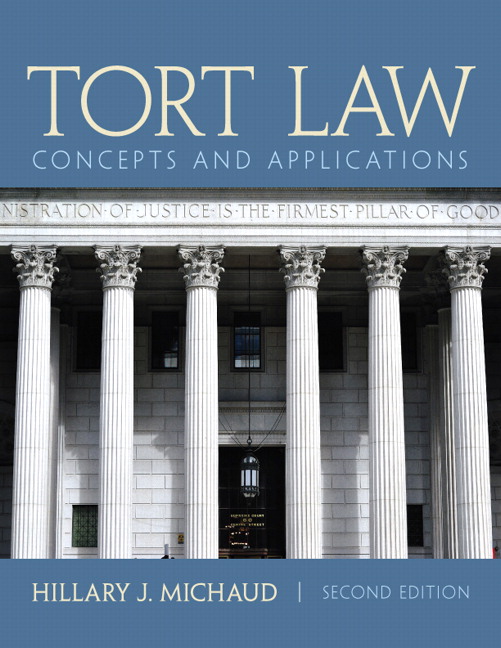 TORT LAW
CONCEPTS AND APPLICATIONS
NISTRATION·OF·JUSTICE·IS·THE·FIRMEST·PILLAR·OF·GOOD
HILLARY J. MICHAUD | SECOND EDITION